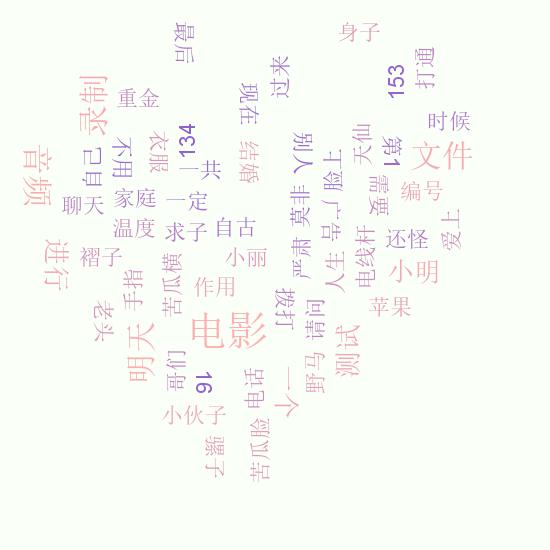 最后
身子
过来
打通
153
录制
重金
现在
时候
134
音频
自己
不用
衣服
一共
结婚
别人
脸上
天仙
第1
文件
聊天
家庭
一定
莫非
广告
需要
编号
温度
求子
自古
严肃
人生
电线杆
还怪
爱上
进行
褶子
手指
苦瓜横
小丽
作用
拨打
请问
小明
苹果
老头
明天
电影
测试
哥们
91
电话
一个
野马
小伙子
骡子
苦瓜脸